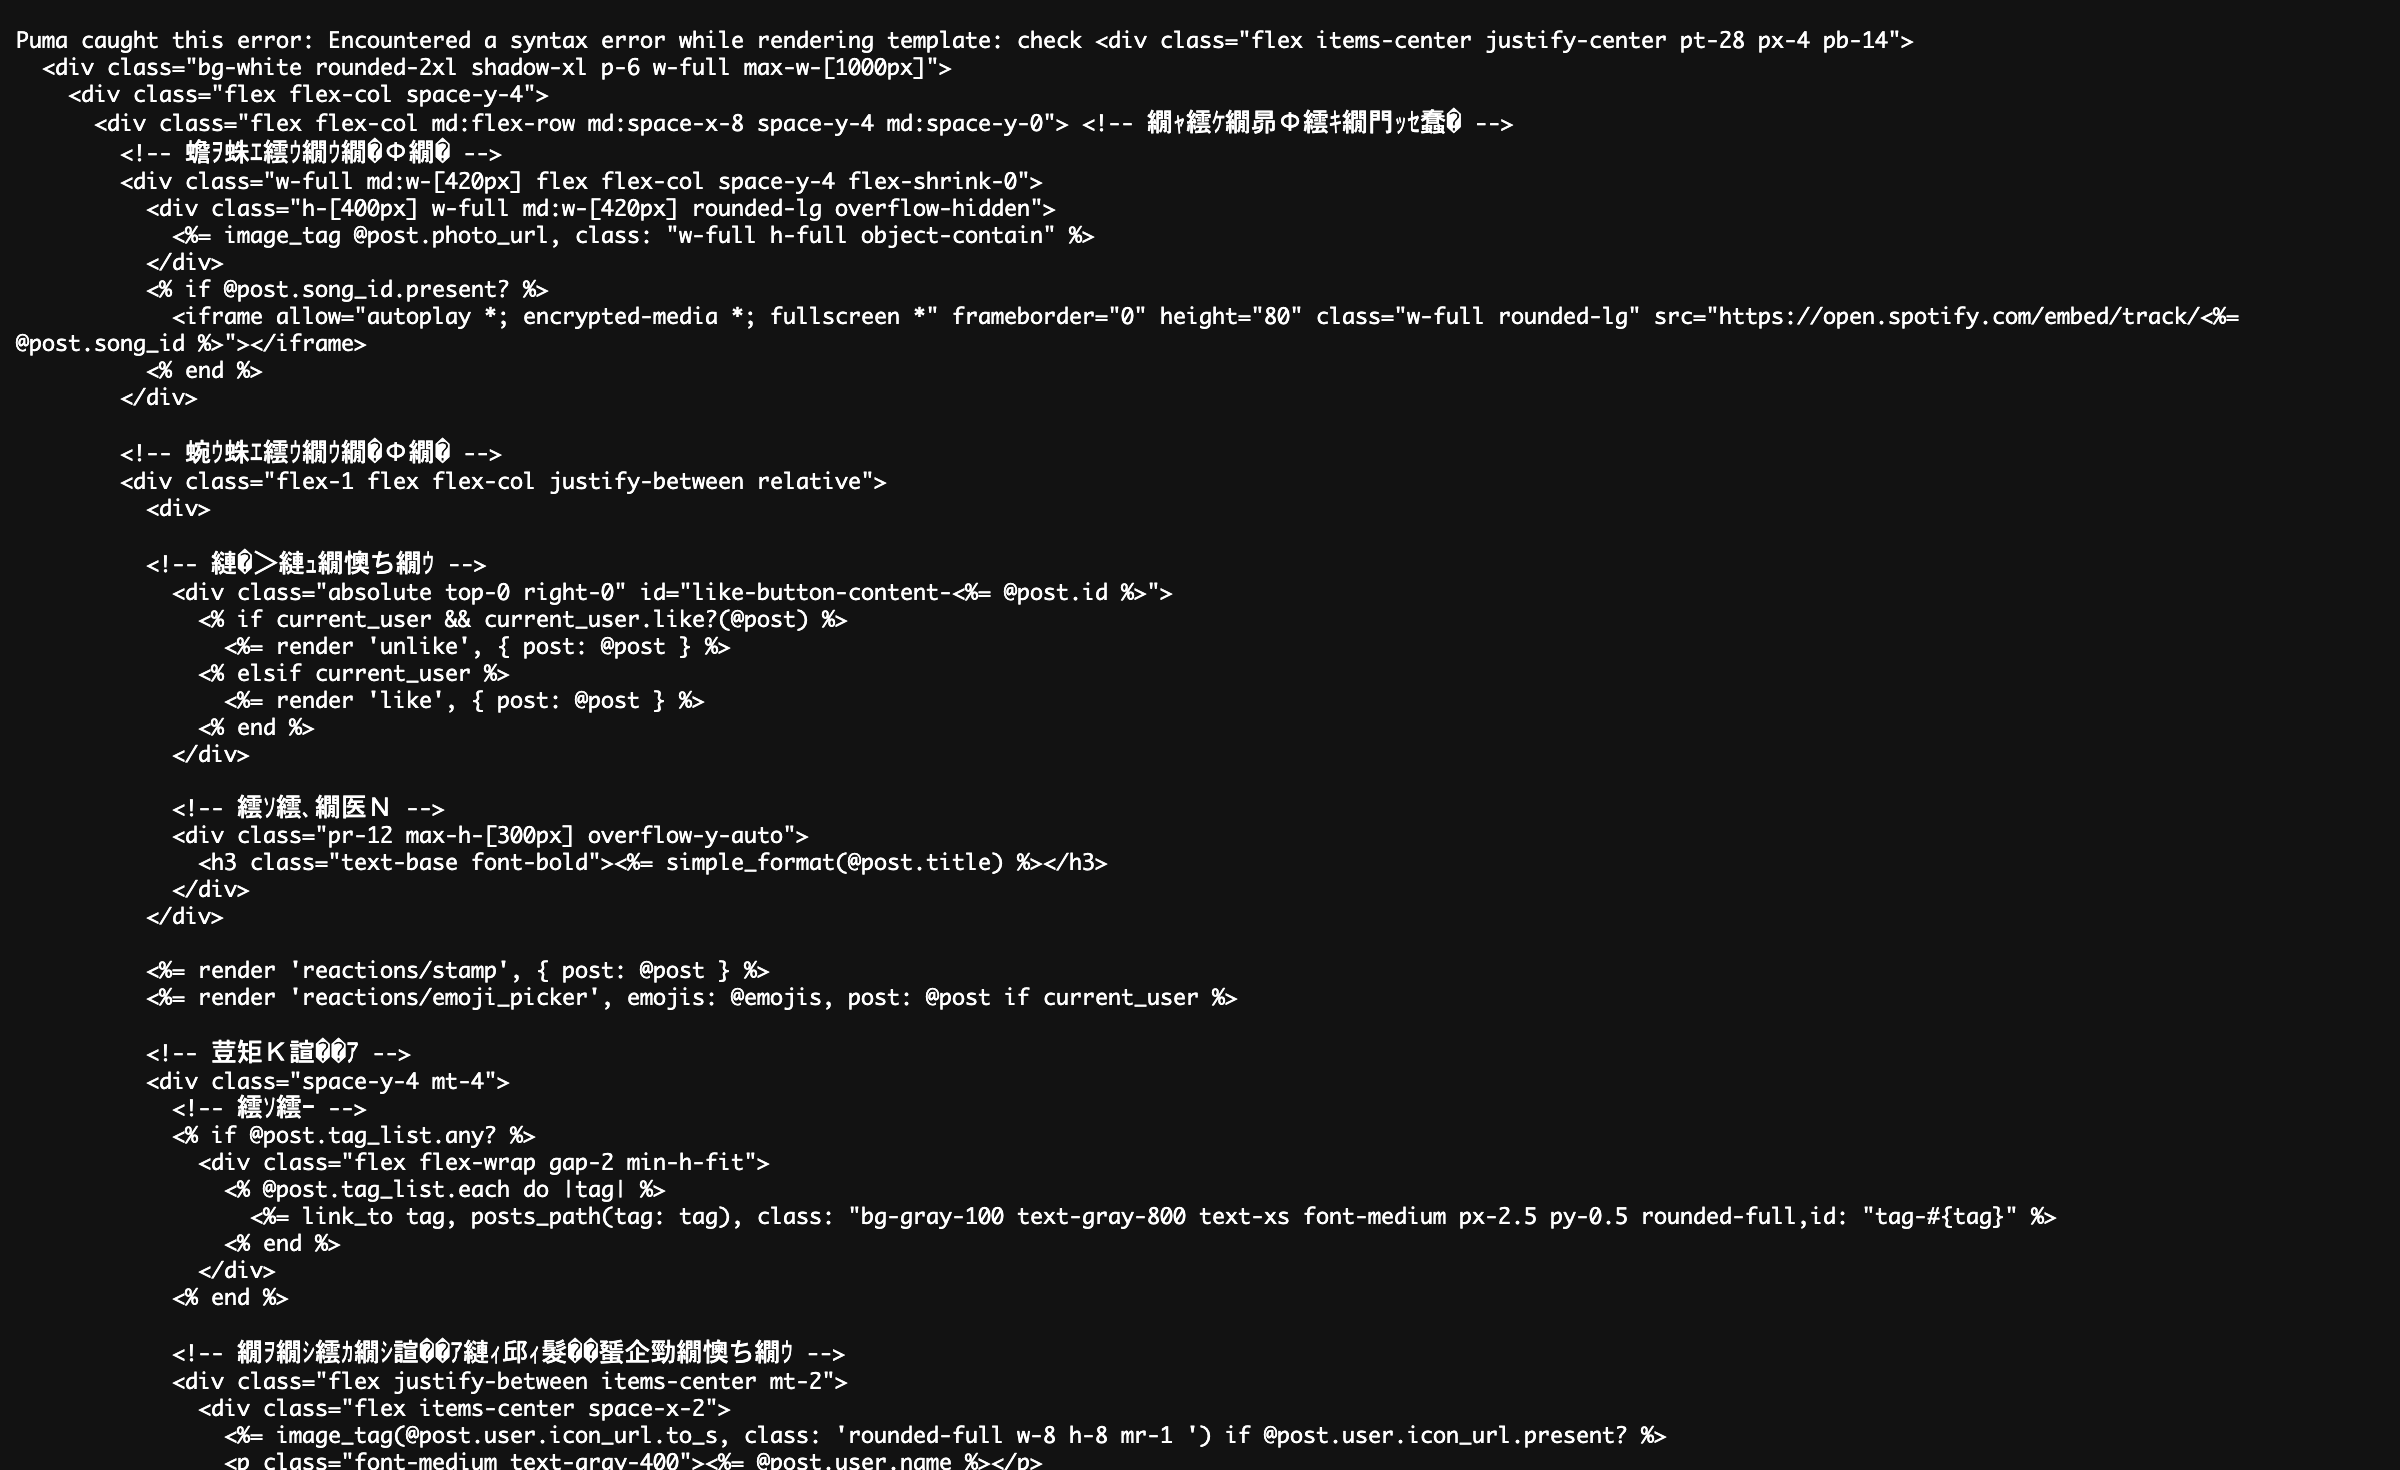 Puma caught this error: Encountered a syntax error while rendering template: check <div class="flex items-center justify-center pt-28 px-4 pb-14">
<div class="bg-white rounded-2xl shadow-xl p-6 w-full max-w-[1000px]">
<div class="flex flex-col space-y-4">
<div class="flex flex-col md:flex-row md:space-x-8 space-y-4 md:space-y-0"> <!-- 繝ｬ繧ｹ繝昴Φ繧ｷ繝門ｯｾ蠢� -->
<!-- 蟾ｦ蛛ｴ繧ｳ繝ｳ繝�Φ繝� -->
<div class="w-full md:w-[420px] flex flex-col space-y-4 flex-shrink-0">
<div class="h-[400px] w-full md:w-[420px] rounded-lg overflow-hidden">
<%= image_tag @post.photo_url, class: "w-full h-full object-contain" %>
</div>
<% if @post.song_id.present? %>
<iframe allow="autoplay *; encrypted-media *; fullscreen *" frameborder="0" height="80" class="w-full rounded-lg" src="https://open.spotify.com/embed/track/<%=
@post.song_id %>"></iframe>
<% end %>
</div>
<!-- 蜿ｳ蛛ｴ繧ｳ繝ｳ繝�Φ繝� -->
<div class="flex-1 flex flex-col justify-between relative">
<div>
<!-- 縺�＞縺ｭ繝懊ち繝ｳ -->
<div class="absolute top-0 right-0" id="like-button-content-<%= @post.id %>">
<% if current_user && current_user.like?(@post) %>
<%= render 'unlike', { post: @post } %>
<% elsif current_user %>
<%= render 'like', { post: @post } %>
<% end %>
</div>
<!-- 繧ｿ繧､繝医Ν -->
<div class="pr-12 max-h-[300px] overflow-y-auto">
<h3 class="text-base font-bold"><%= simple_format(@post.title) %></h3>
</div>
</div>
<%= render 'reactions/stamp', { post: @post } %>
<%= render 'reactions/emoji_picker', emojis: @emojis, post: @post if current_user %>
<!-- 荳矩Κ諠��ｱ -->
<div class="space-y-4 mt-4">
<!-- 繧ｿ繧ｰ -->
<% if @post.tag_list.any? %>
<div class="flex flex-wrap gap-2 min-h-fit">
<% @post.tag_list.each do |tag| %>
<%= link_to tag, posts_path(tag: tag), class: "bg-gray-100 text-gray-800 text-xs font-medium px-2.5 py-0.5 rounded-full,id: "tag-#{tag}" %>
<% end %>
</div>
<% end %>
<!-- 繝ｦ繝ｼ繧ｶ繝ｼ諠��ｱ縺ｨ邱ｨ髮��蜑企勁繝懊ち繝ｳ -->
<div class="flex justify-between items-center mt-2">
<div class="flex items-center space-x-2">
<%= image_tag(@post.user.icon_url.to_s, class: 'rounded-full w-8 h-8 mr-1 ') if @post.user.icon_url.present? %>
<p class="font-medium text-gray-400"><%= @post.user.name %></p>